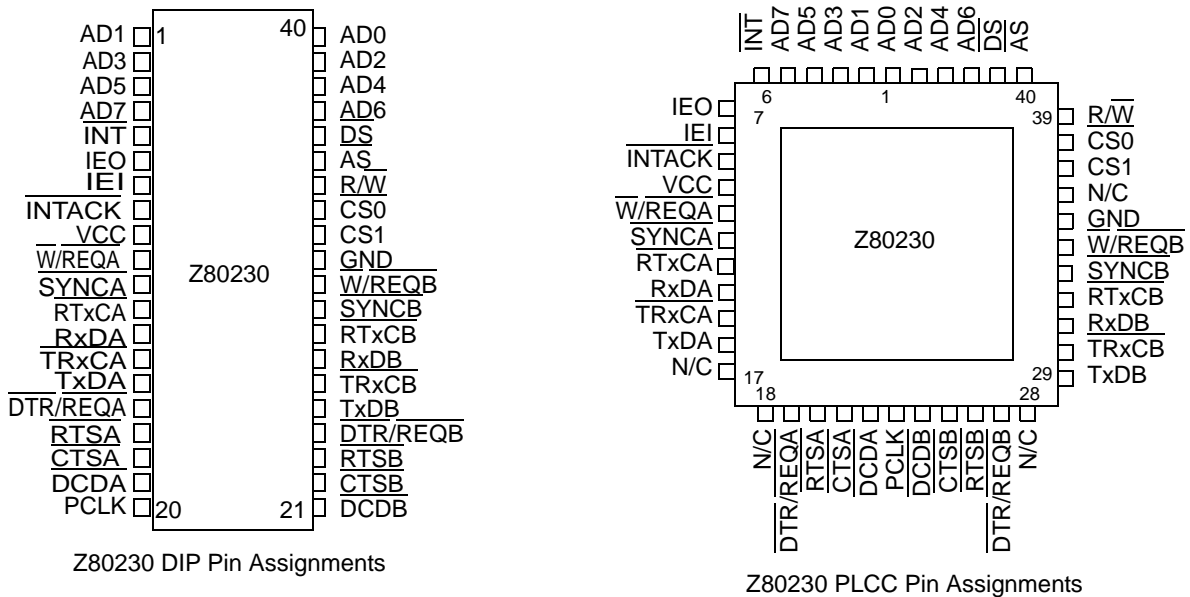 AD1
AD3
AD5
AD7
INT
IEO
IEI
INTACK
VCC
W/REQA
SYNCA
RTxCA
RxDA
TRxCA
TxDA
DTR/REQA
RTSA
CTSA
DCDA
PCLK
1
40
Z80230
20
21
AD0
AD2
AD4
AD6
DS
AS
R/W
CS0
CS1
GND
W/REQB
SYNCB
RTxCB
RxDB
TRxCB
TxDB
DTR/REQB
RTSB
CTSB
DCDB
Z80230 DIP Pin Assignments
INT
AD7
AD5
AD3
AD1
AD0
AD2
AD4
AD6
DS
AS
6
1
40
7
39
IEO
IEI
INTACK
VCC
W/REQA
SYNCA
RTxCA
RxDA
TRxCA
TxDA
N/C
Z80230
R/W
CS0
CS1
N/C
GND
W/REQB
SYNCB
RTxCB
RxDB
TRxCB
TxDB
17
29
18
28
N/C
DTR/REQA
RTSA
CTSA
DCDA
PCLK
DCDB
CTSB
RTSB
DTR/REQB
N/C
Z80230 PLCC Pin Assignments